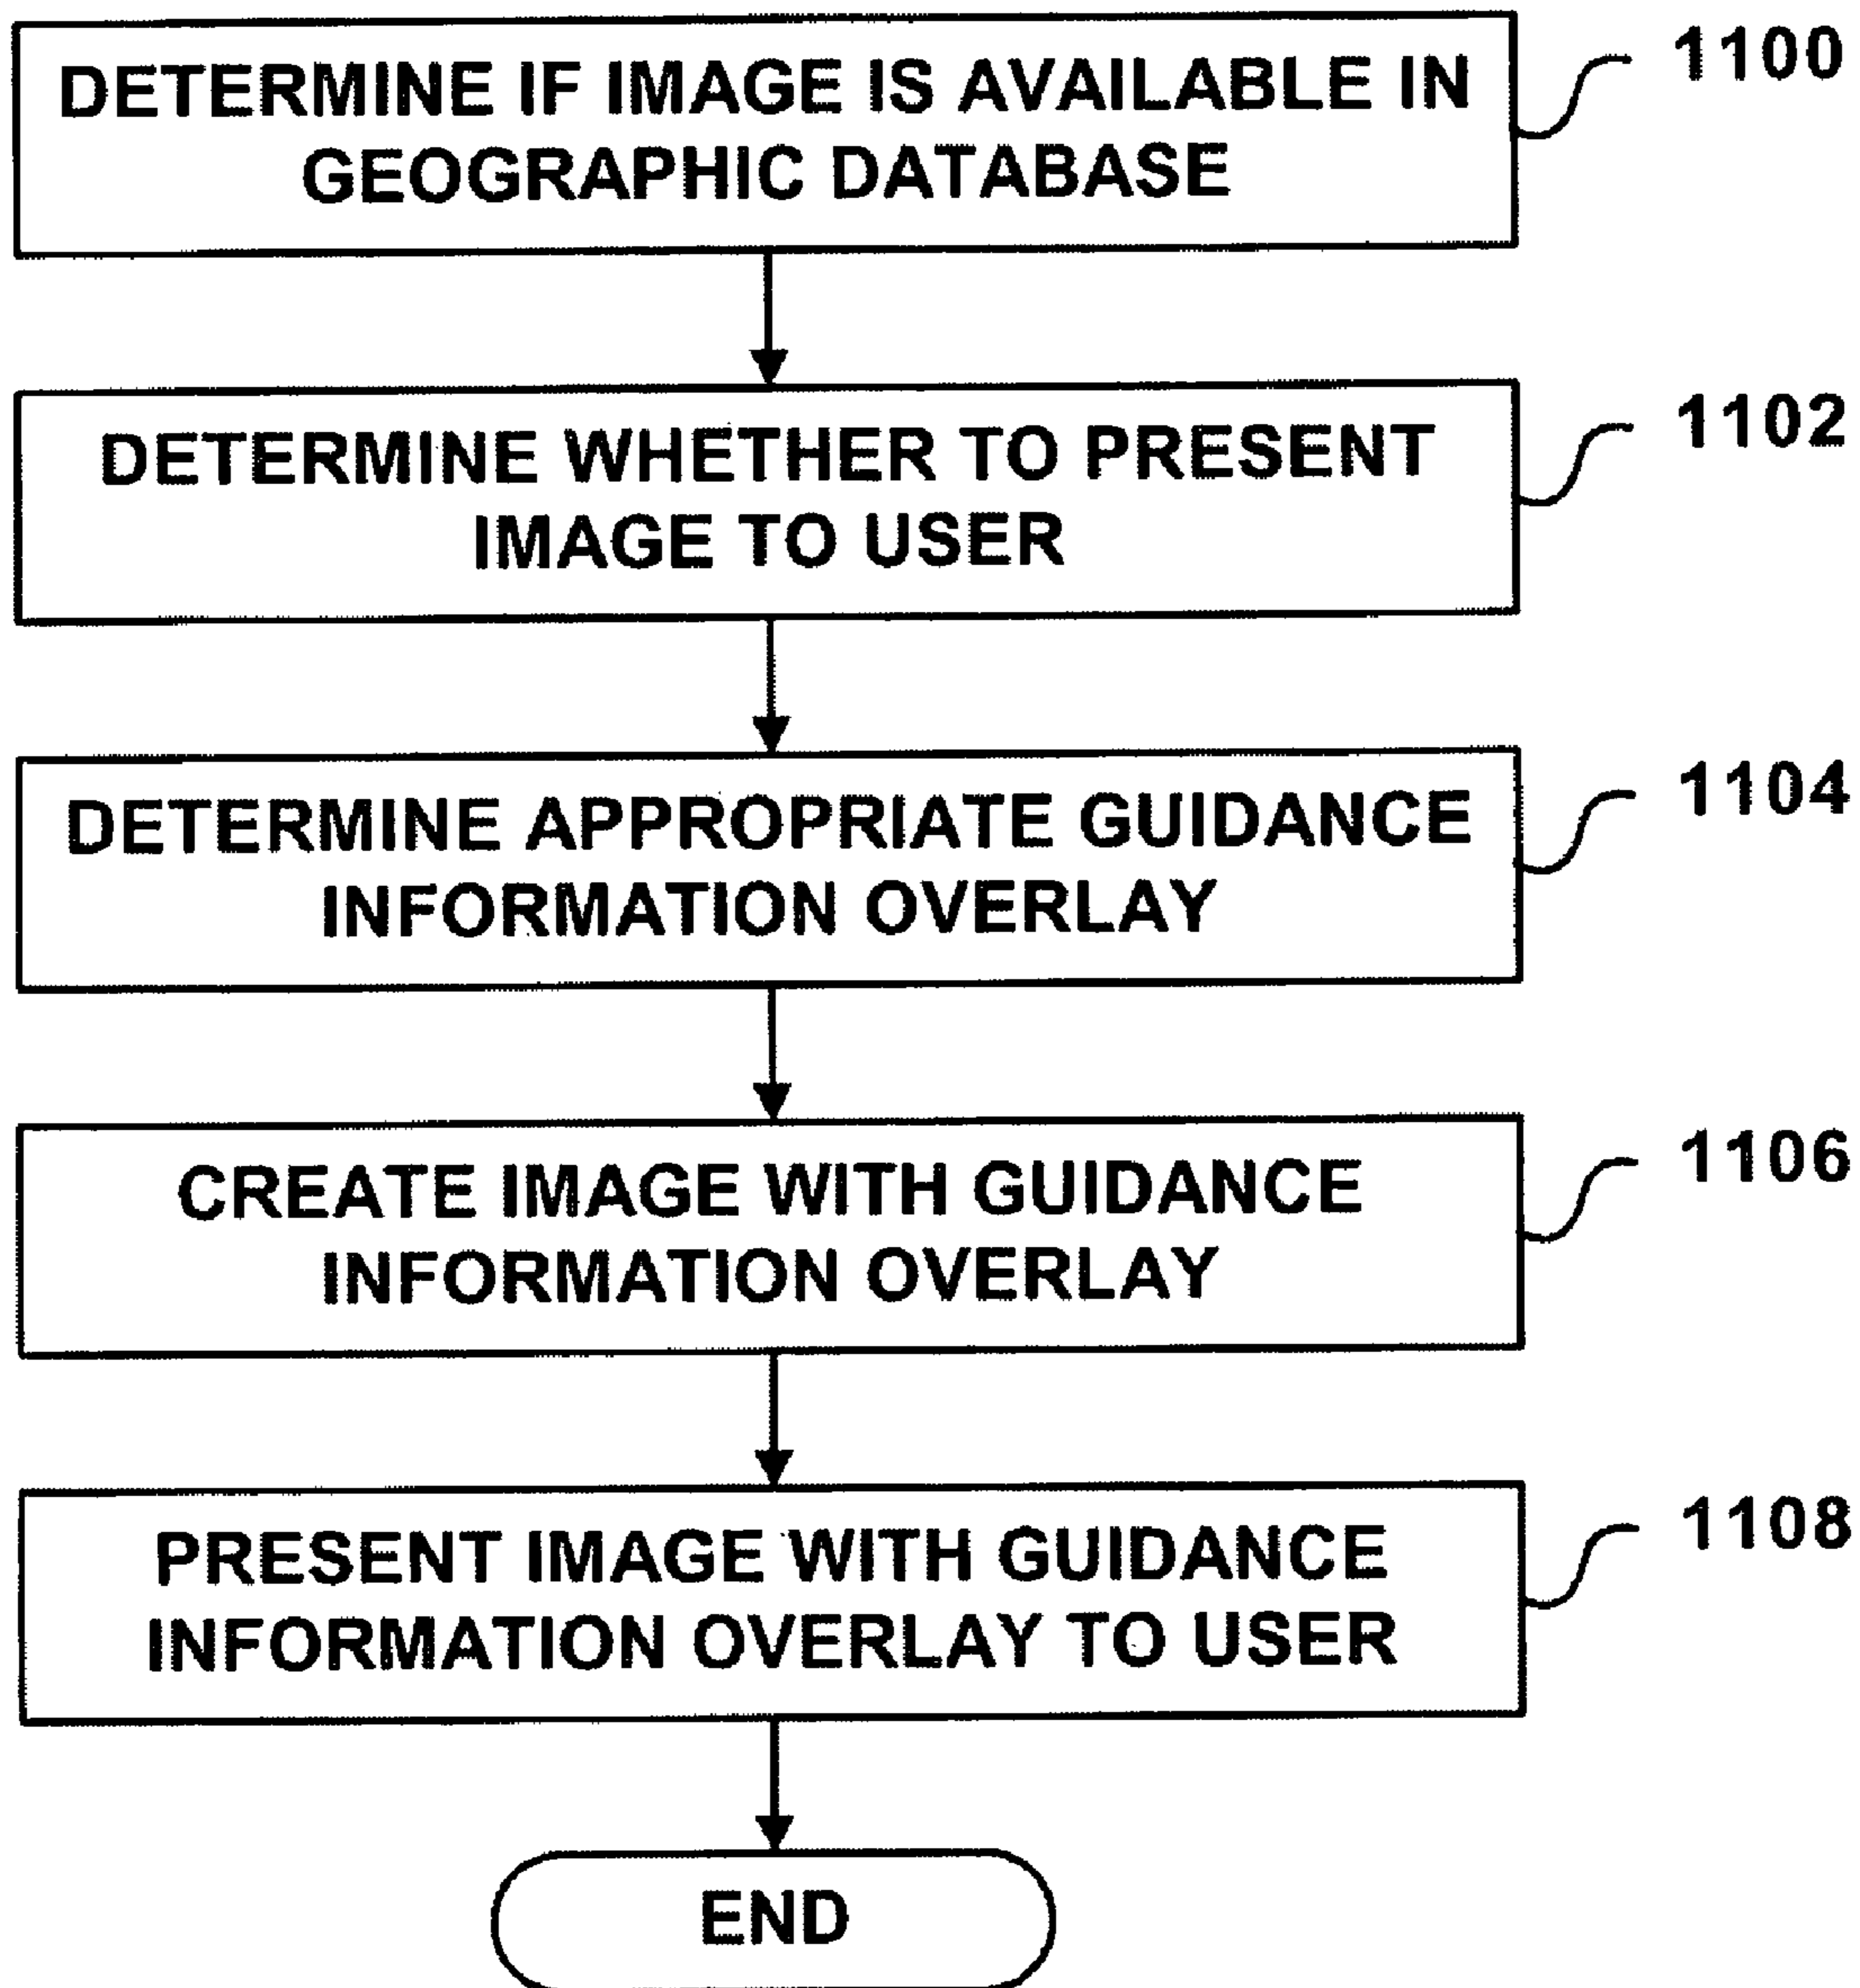 DETERMINE IF IMAGE IS AVAILABLE IN
GEOGRAPHIC DATABASE
1100
DETERMINE WHETHER TO PRESENT
IMAGE TO USER
1102
DETERMINE APPROPRIATE GUIDANCE
INFORMATION OVERLAY
1104
CREATE IMAGE WITH GUIDANCE
INFORMATION OVERLAY
1106
PRESENT IMAGE WITH GUIDANCE
INFORMATION OVERLAY TO USER
1108
END